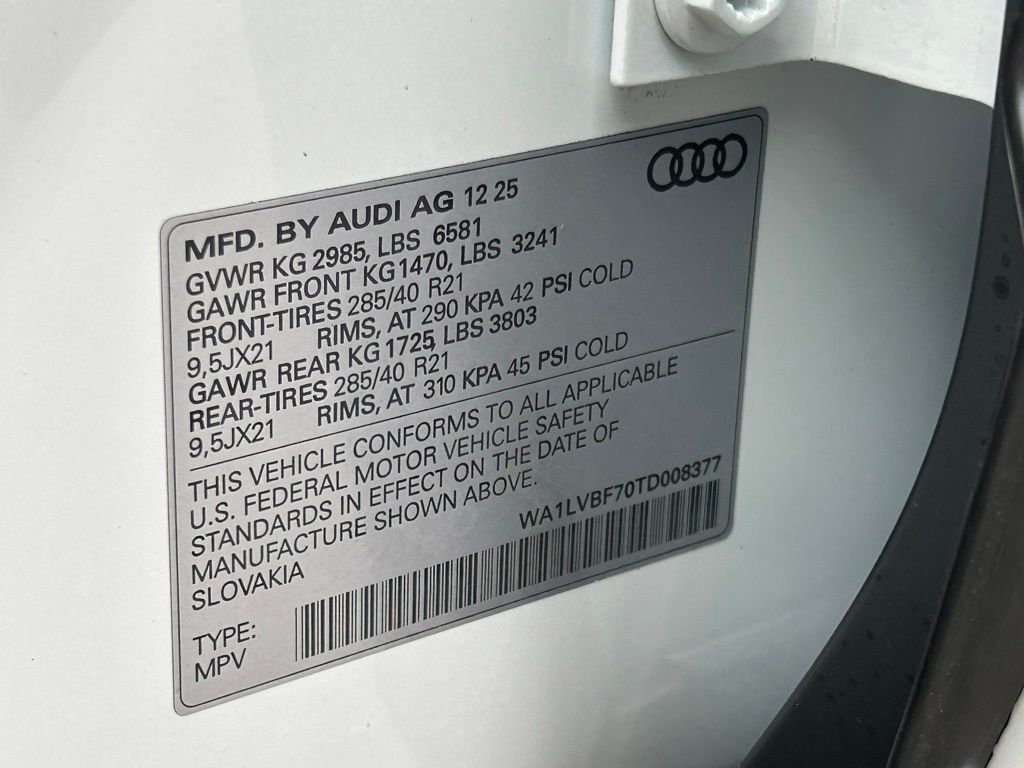 MFD. BY AUDI AG 12 25
GVWR KG 2985, LBS 6581
GAWR FRONT KG1470, LBS 3241
FRONT-TIRES 285/40 R21
9,5JX21 RIMS, AT 290 KPA 42 PSI COLD
GAWR REAR KG 1725, LBS 3803
REAR-TIRES 285/40 R21
9,5JX21 RIMS, AT 310 KPA 45 PSI COLD
THIS VEHICLE CONFORMS TO ALL APPLICABLE
U.S. FEDERAL MOTOR VEHICLE SAFETY
STANDARDS IN EFFECT ON THE DATE OF
MANUFACTURE SHOWN ABOVE.
SLOVAKIA
WA1LVBF70TD008377
TYPE:
MPV